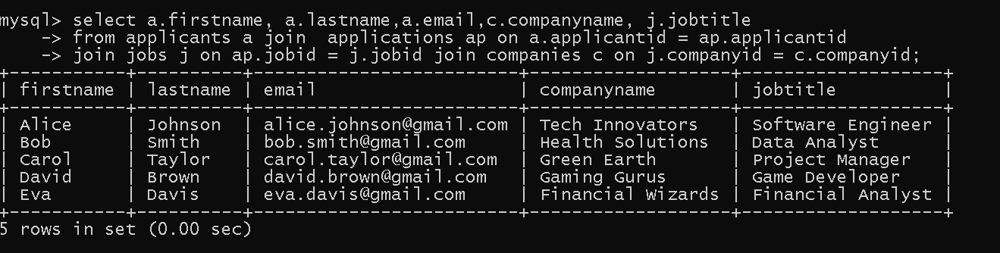 mysql> select a.firstname, a.lastname,a.email,c.companyname, j.jobtitle
    -> from applicants a join  applications ap on a.applicantid = ap.applicantid
    -> join jobs j on ap.jobid = j.jobid join companies c on j.companyid = c.companyid;
+-----------+----------+-------------------------+-------------------+--------------------+
| firstname | lastname | email                   | companyname       | jobtitle           |
+-----------+----------+-------------------------+-------------------+--------------------+
| Alice     | Johnson  | alice.johnson@gmail.com | Tech Innovators   | Software Engineer  |
| Bob       | Smith    | bob.smith@gmail.com     | Health Solutions  | Data Analyst       |
| Carol     | Taylor   | carol.taylor@gmail.com  | Green Earth       | Project Manager    |
| David     | Brown    | david.brown@gmail.com   | Gaming Gurus      | Game Developer     |
| Eva       | Davis    | eva.davis@gmail.com     | Financial Wizards | Financial Analyst  |
+-----------+----------+-------------------------+-------------------+--------------------+
5 rows in set (0.00 sec)